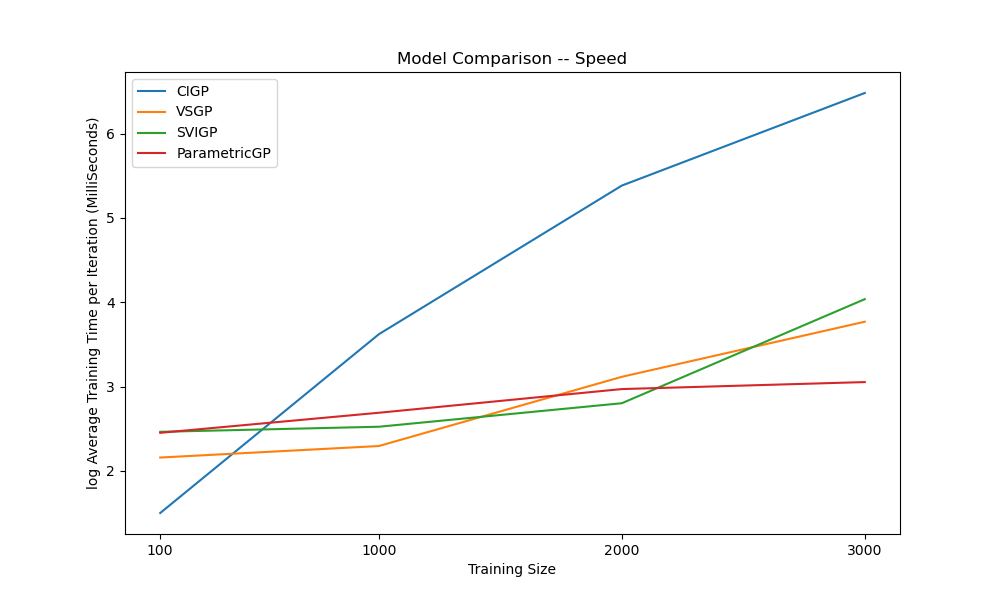 Model Comparison -- Speed
CIGP
VSGP
SVIGP
ParametricGP
log Average Training Time per Iteration (MilliSeconds)
6
5
4
3
2
100 1000 2000 3000
Training Size